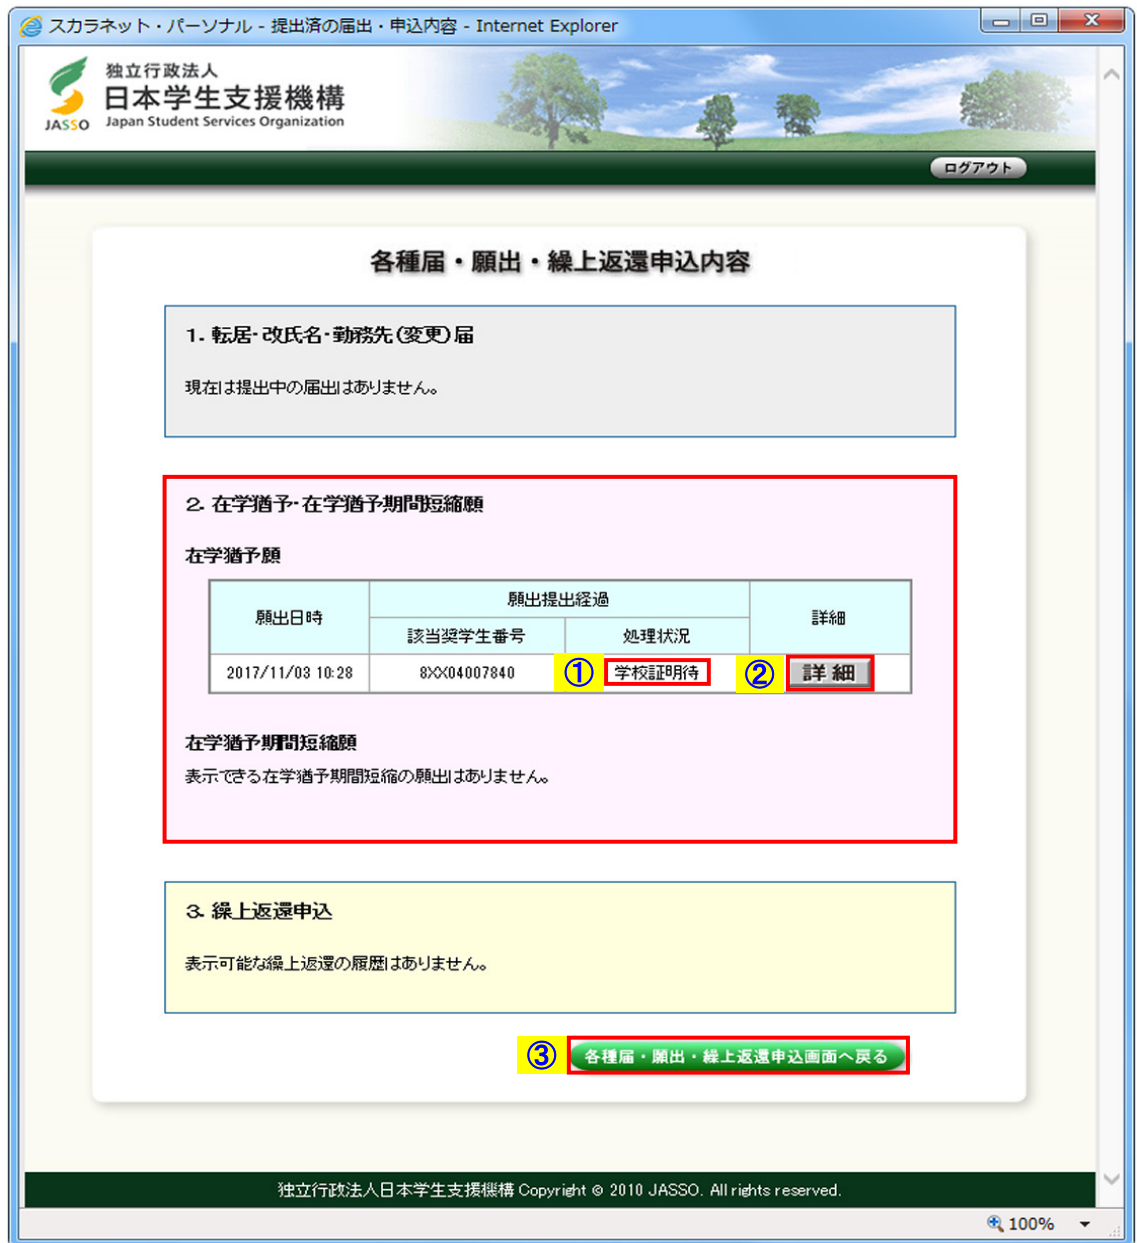 スカラネット・パーソナル - 提出済の届出・申込内容 - Internet Explorer
独立行政法人
日本学生支援機構
JASSO Japan Student Services Organization
ログアウト
各種届・願出・繰上返還申込内容
1. 転居・改氏名・勤務先(変更)届
現在は提出中の届出はありません。
2. 在学猶予・在学猶予期間短縮願
在学猶予願
願出日時 願出提出経過 詳細
該当奨学生番号 処理状況
2017/11/03 10:28 8XX04007840 ① 学校証明待 ② 詳細
在学猶予期間短縮願
表示できる在学猶予期間短縮の願出はありません。
3. 繰上返還申込
表示可能な繰上返還の履歴はありません。
③ 各種届・願出・繰上返還申込画面へ戻る
独立行政法人日本学生支援機構 Copyright © 2010 JASSO. All rights reserved.
100%